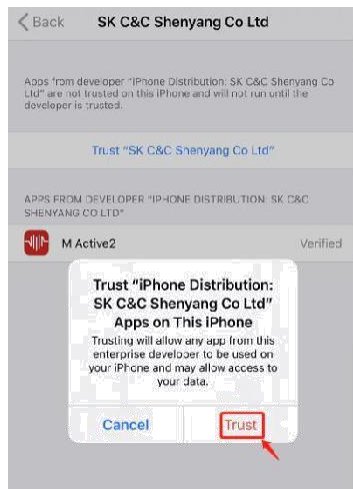 Back
SK C&C Shenyang Co Ltd
Apps from developer "iPhone Distribution: SK C&C Shenyang Co
Ltd" are not trusted on this iPhone and will not run until the
developer is trusted.
Trust "SK C&C Shenyang Co Ltd"
APPS FROM DEVELOPER "IPHONE DISTRIBUTION: SK C&C
SHENYANG CO LTD"
M Active2
Verified
Trust "iPhone Distribution:
SK C&C Shenyang Co Ltd"
Apps on This iPhone
Trusting will allow any app from this
enterprise developer to be used on
your iPhone and may allow access to
your data.
Cancel
Trust